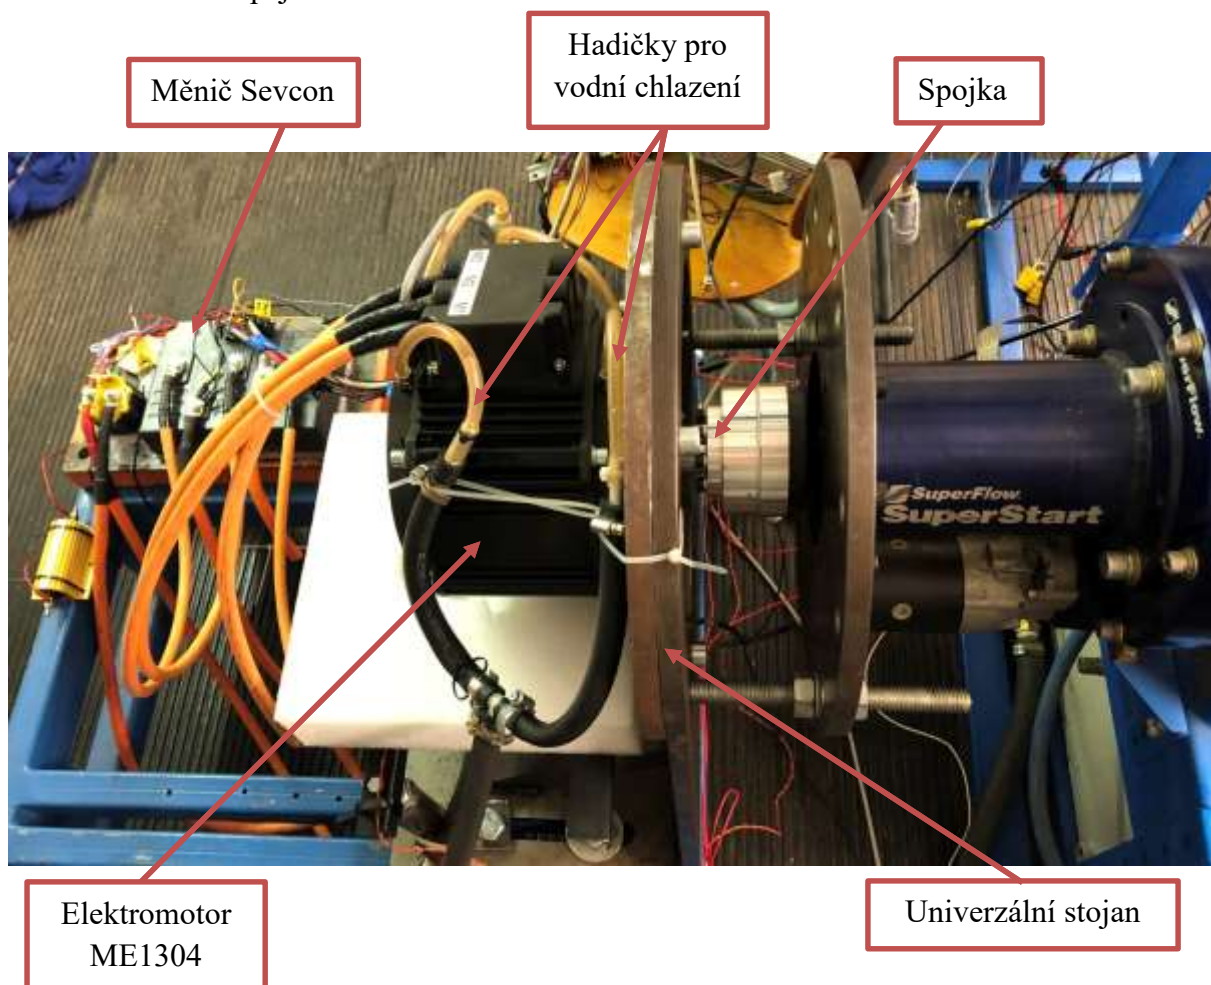 Hadičky pro
vodní chlazení
Měnič Sevcon
Spojka
SuperFlow
SuperStart
Elektromotor
ME1304
Univerzální stojan